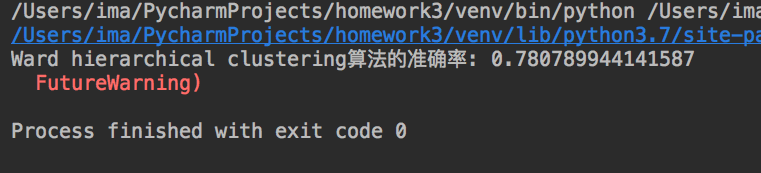 /Users/ima/PycharmProjects/homework3/venv/bin/python /Users/ima
/Users/ima/PycharmProjects/homework3/venv/lib/python3.7/site-pa
Ward hierarchical clustering算法的准确率: 0.780789944141587
FutureWarning)
Process finished with exit code 0